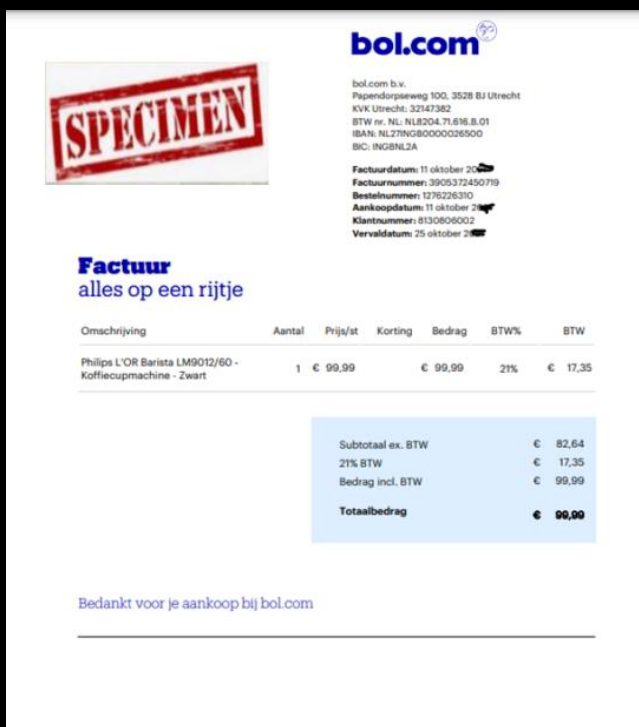 SPECIMEN
bol.com
bol.com b.v.
Papendorpseweg 100, 3528 BJ Utrecht
KVK Utrecht: 32147382
BTW nr. NL: NL8204.71.616.B.01
IBAN: NL27INGB0000026500
BIC: INGBNL2A
Factuurdatum: 11 oktober 20
Factuurnummer: 3905372450719
Bestelnummer: 1276226310
Aankoopdatum: 11 oktober 2
Klantnummer: 8130806002
Vervaldatum: 25 oktober 2
Factuur
alles op een rijtje
Omschrijving Aantal Prijs/st Korting Bedrag BTW% BTW
Philips L'OR Barista LM9012/60 - 1 € 99,99 € 99,99 21% € 17,35
Koffiecupmachine - Zwart
Subtotaal ex. BTW € 82,64
21% BTW € 17,35
Bedrag incl. BTW € 99,99
Totaalbedrag € 99,99
Bedankt voor je aankoop bij bol.com